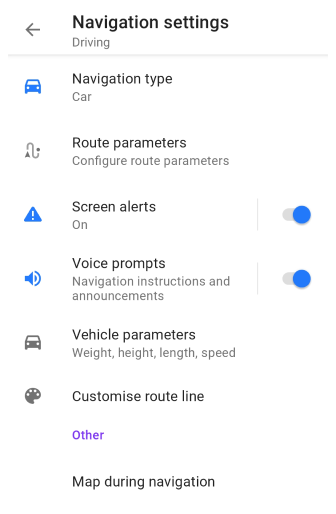 Navigation settings
Driving
Navigation type
Car
Route parameters
Configure route parameters
Screen alerts
On
Voice prompts
Navigation instructions and
announcements
Vehicle parameters
Weight, height, length, speed
Customise route line
Other
Map during navigation